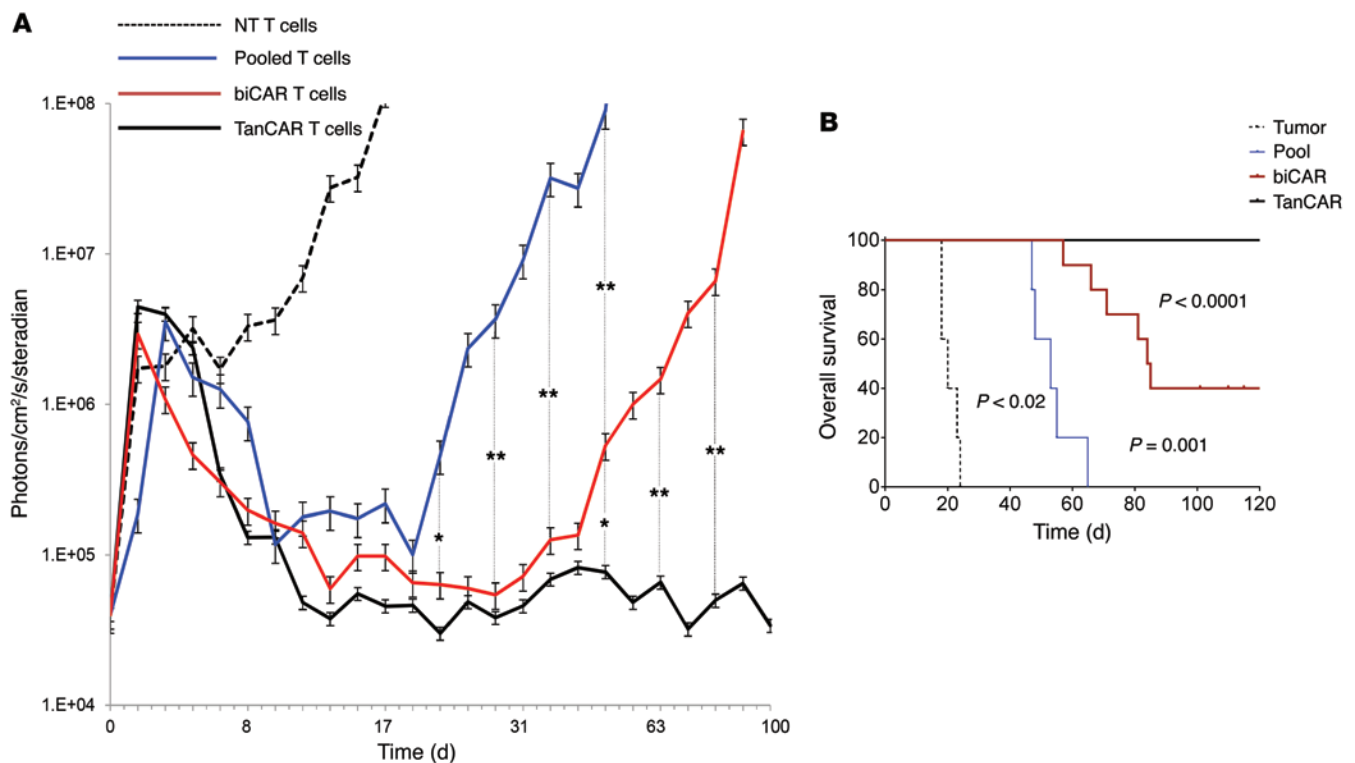 A
NT T cells
Pooled T cells
biCAR T cells
TanCAR T cells
Photons/cm²/s/steradian
1.E+08
1.E+07
1.E+06
1.E+05
1.E+04
**
**
**
*
*
**
**
0
8
17
31
63
100
Time (d)
B
Tumor
Pool
biCAR
TanCAR
Overall survival
100
80
60
40
20
0
P < 0.0001
P < 0.02
P = 0.001
0
20
40
60
80
100
120
Time (d)